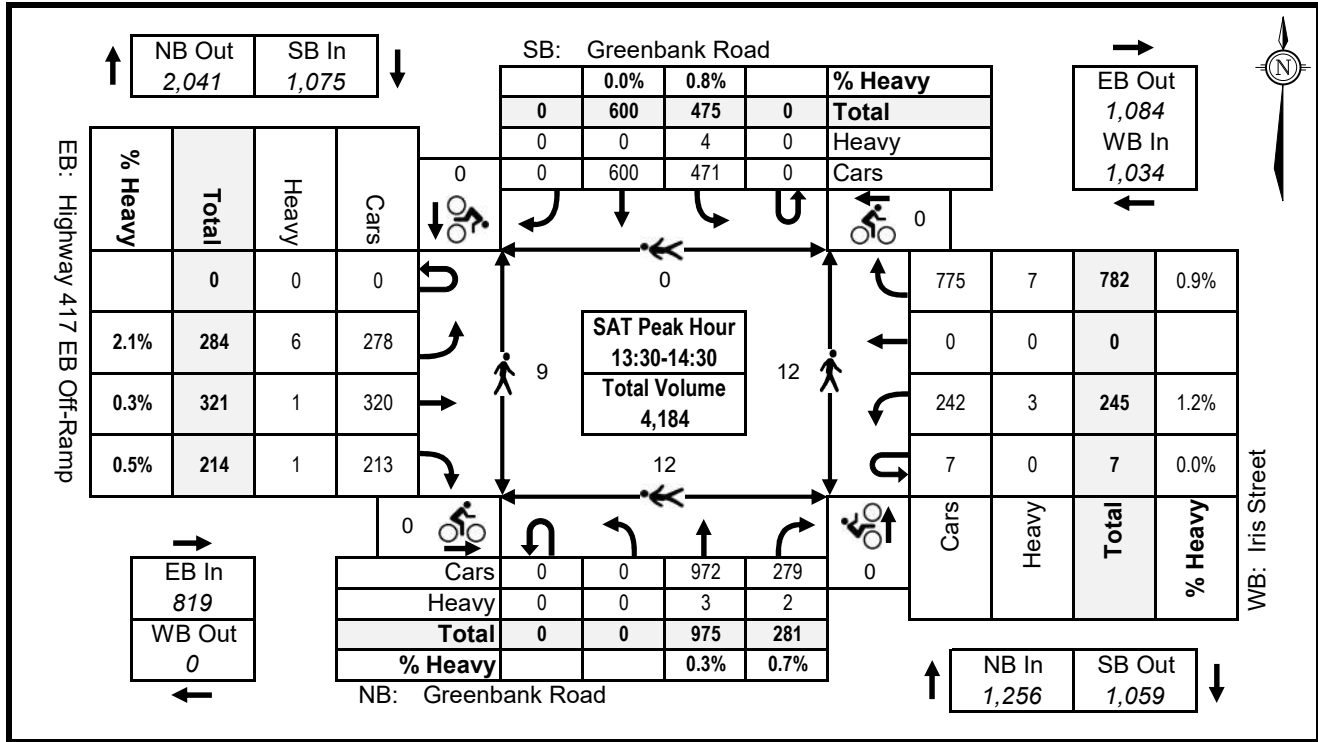 NB Out SB In
2,041 1,075
SB: Greenbank Road
0.0% 0.8% % Heavy
0 600 475 0 Total
0 0 4 0 Heavy
0 600 471 0 Cars
EB Out
1,084
WB In
1,034
N
EB: Highway 417 EB Off-Ramp
% Heavy Total Heavy Cars
0
0
0 0 0
2.1% 284 6 278
0.3% 321 1 320
0.5% 214 1 213
0
9
SAT Peak Hour
13:30-14:30
Total Volume
4,184
12
12
775 7 782 0.9%
0 0 0
242 3 245 1.2%
7 0 7 0.0%
Cars Heavy Total % Heavy
WB: Iris Street
0
0
EB In
819
WB Out
0
Cars 0 0 972 279
Heavy 0 0 3 2
Total 0 0 975 281
% Heavy 0.3% 0.7%
NB: Greenbank Road
NB In SB Out
1,256 1,059